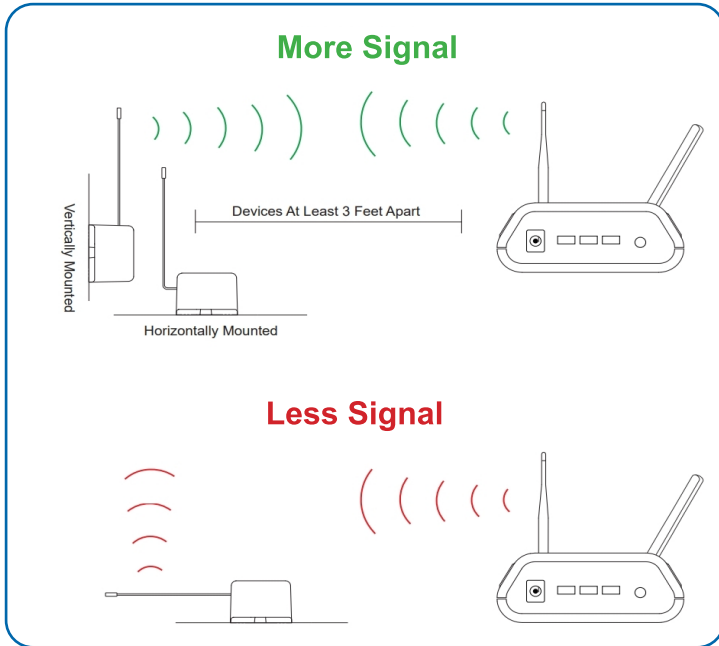 More Signal
Vertically Mounted
Devices At Least 3 Feet Apart
Horizontally Mounted
Less Signal